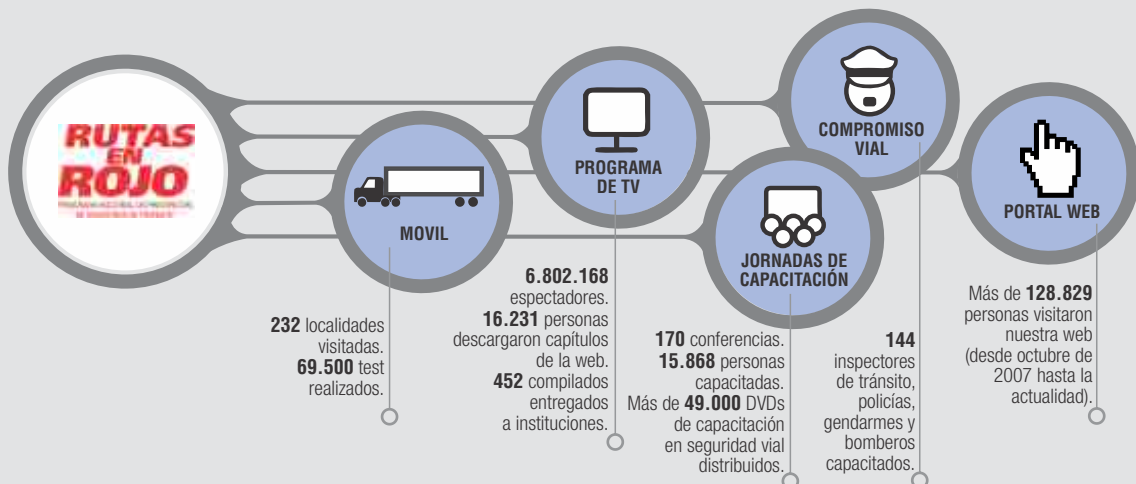 RUTAS
EN
ROJO
MOVIL
232 localidades
visitadas.
69.500 test
realizados.
PROGRAMA
DE TV
6.802.168
espectadores.
16.231 personas
descargaron capítulos
de la web.
452 compilados
entregados
a instituciones.
JORNADAS DE
CAPACITACIÓN
170 conferencias.
15.868 personas
capacitadas.
Más de 49.000 DVDs
de capacitación
en seguridad vial
distribuidos.
COMPROMISO
VIAL
144
inspectores
de tránsito,
policías,
gendarmes y
bomberos
capacitados.
PORTAL WEB
Más de 128.829
personas visitaron
nuestra web
(desde octubre de
2007 hasta la
actualidad).